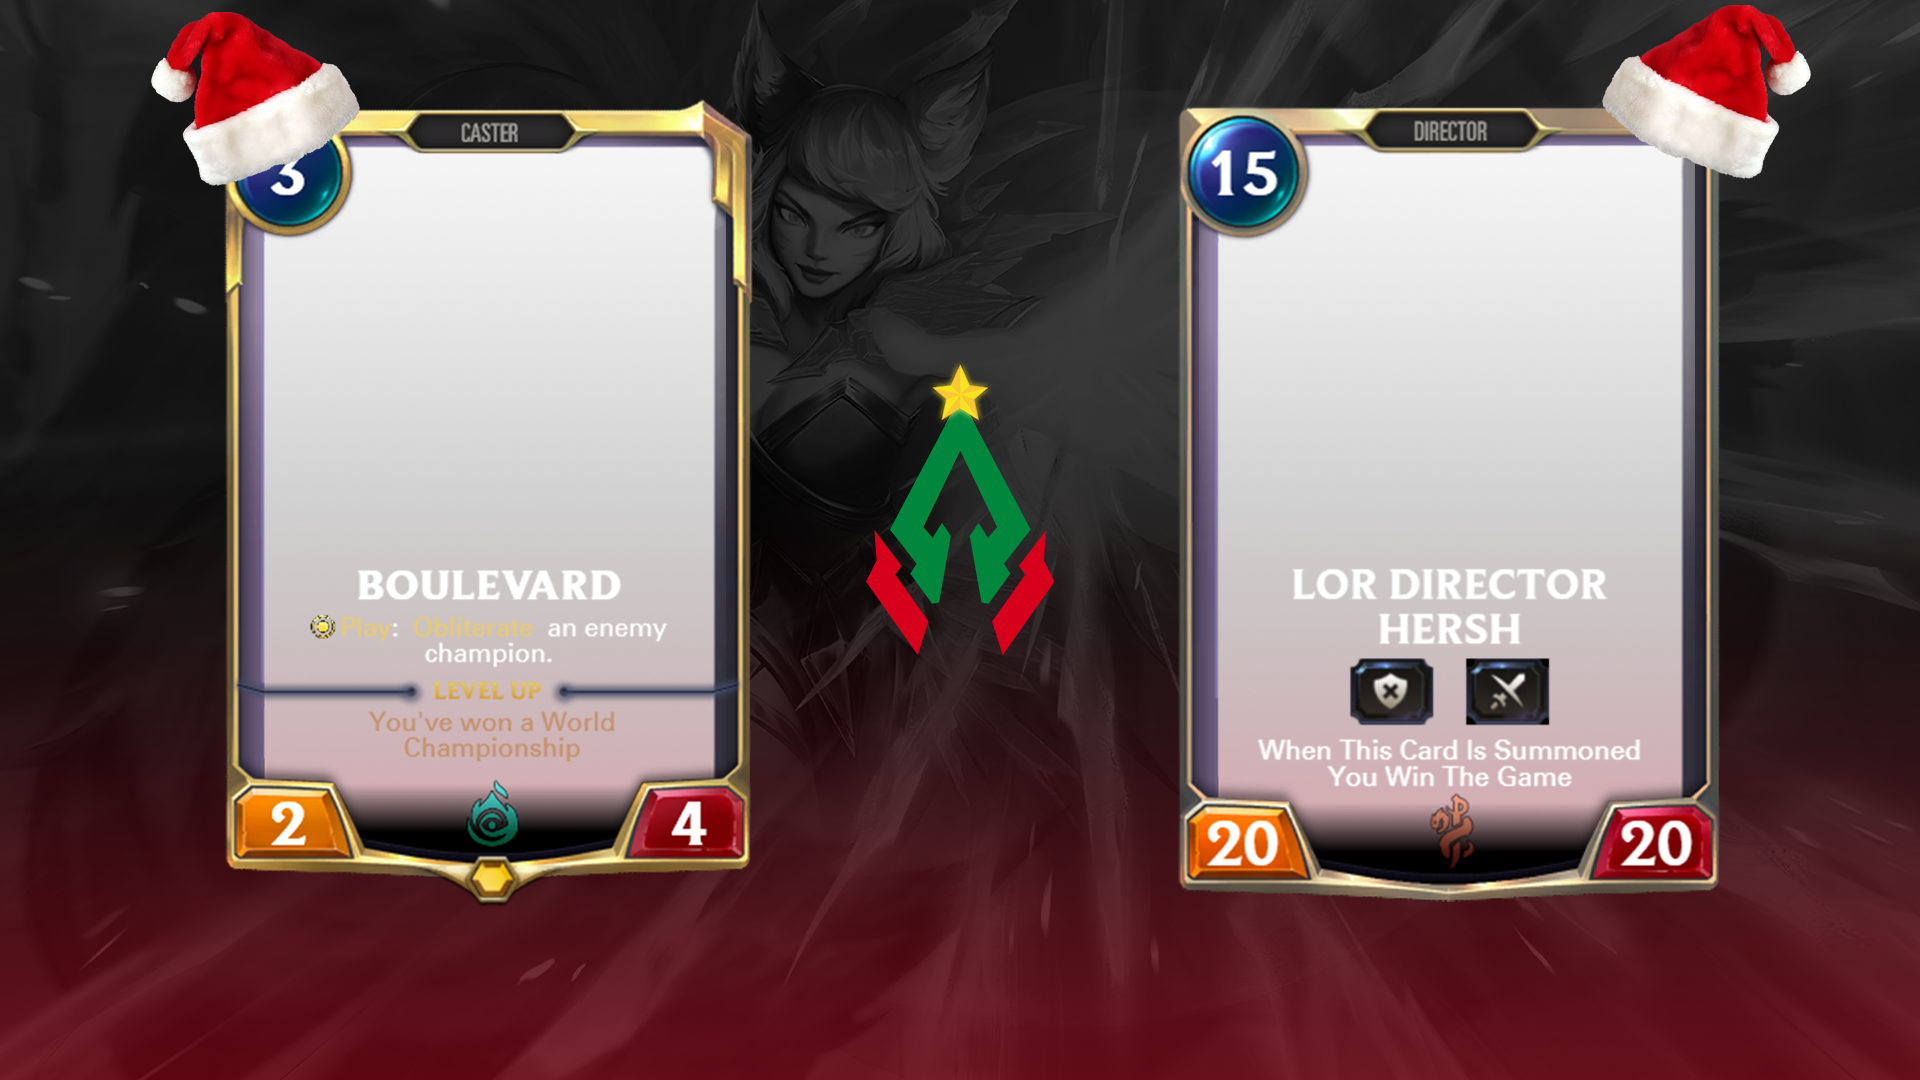 CASTER
3
BOULEVARD
Play: Obliterate an enemy
champion.
LEVEL UP
You've won a World
Championship
2
4
DIRECTOR
15
LOR DIRECTOR
HERSH
When This Card Is Summoned
You Win The Game
20
20